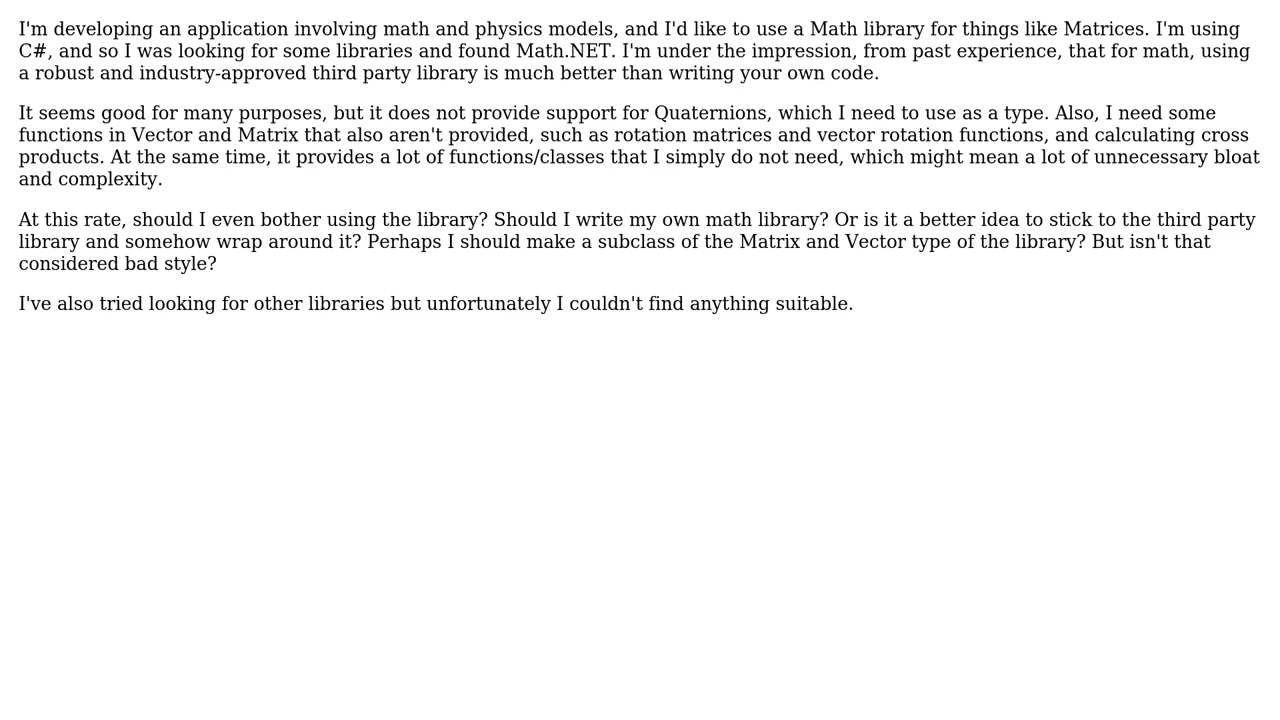 I'm developing an application involving math and physics models, and I'd like to use a Math library for things like Matrices. I'm using
C#, and so I was looking for some libraries and found Math.NET. I'm under the impression, from past experience, that for math, using
a robust and industry-approved third party library is much better than writing your own code.
It seems good for many purposes, but it does not provide support for Quaternions, which I need to use as a type. Also, I need some
functions in Vector and Matrix that also aren't provided, such as rotation matrices and vector rotation functions, and calculating cross
products. At the same time, it provides a lot of functions/classes that I simply do not need, which might mean a lot of unnecessary bloat
and complexity.
At this rate, should I even bother using the library? Should I write my own math library? Or is it a better idea to stick to the third party
library and somehow wrap around it? Perhaps I should make a subclass of the Matrix and Vector type of the library? But isn't that
considered bad style?
I've also tried looking for other libraries but unfortunately I couldn't find anything suitable.